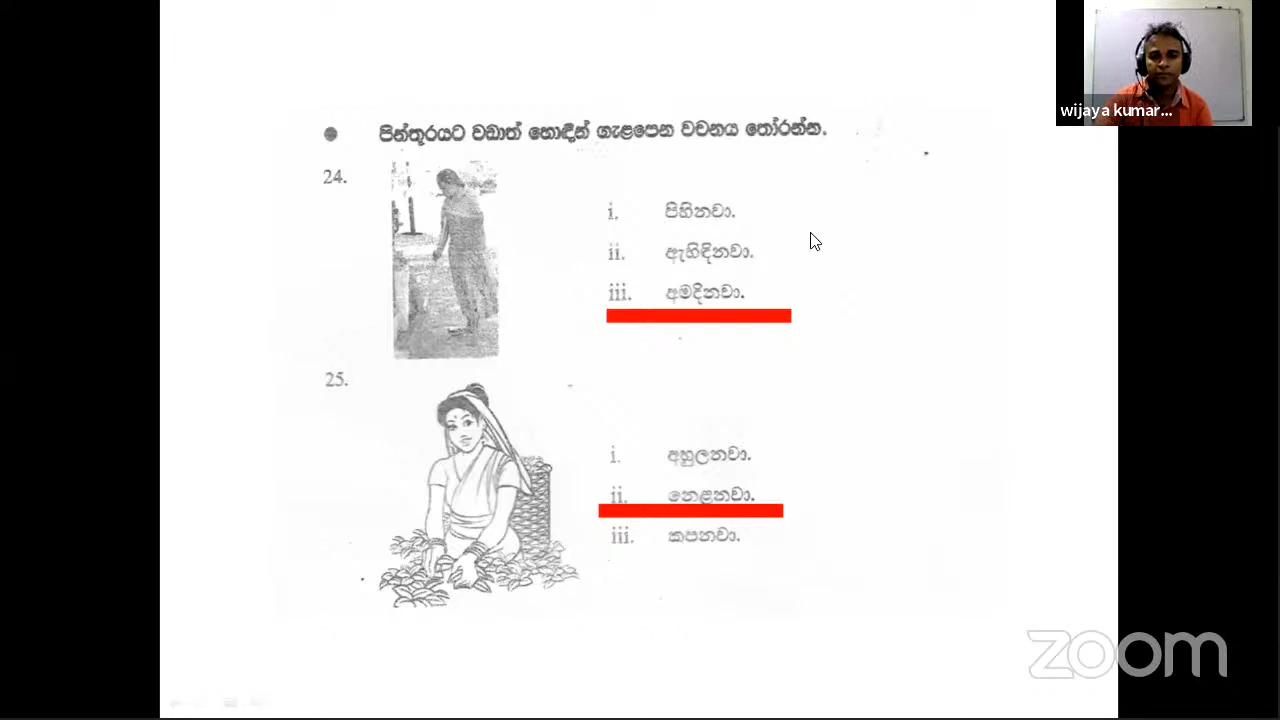 wijaya kumar...
● පින්තූරයට වඩාත් හොඳින් ගැළපෙන වචනය තෝරන්න.
24.
i. පිහිනවා.
ii. ඇහිඳිනවා.
iii. අමදිනවා.
25.
i. අහුලනවා.
ii. නෙළනවා.
iii. කපනවා.
zoom